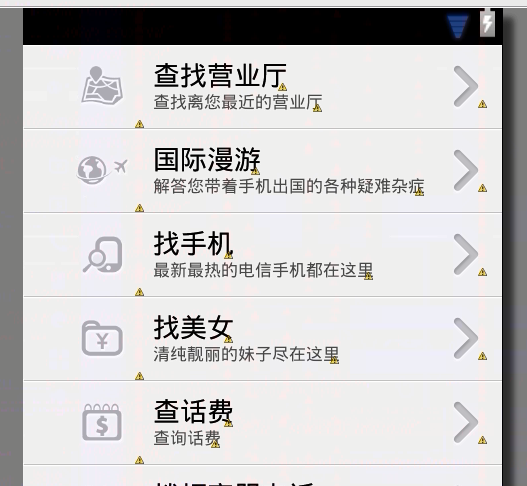 查找营业厅
查找离您最近的营业厅
国际漫游
解答您带着手机出国的各种疑难杂症
找手机
最新最热的电信手机都在这里
找美女
清纯靓丽的妹子尽在这里
查话费
查询话费